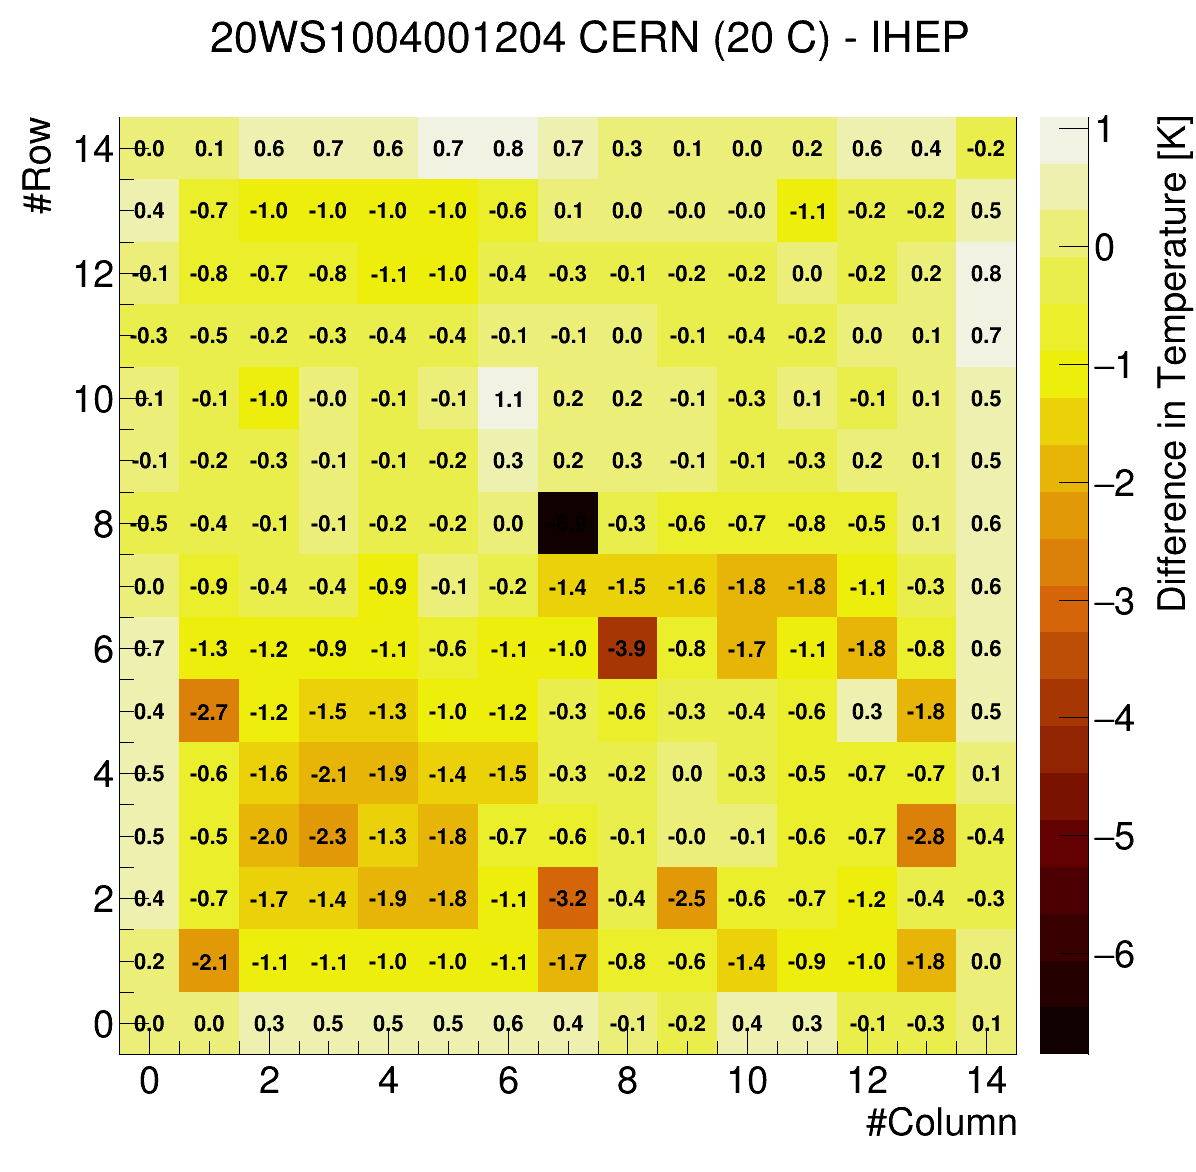 20WS1004001204 CERN (20 C) - IHEP
#Row
14 0.0 0.1 0.6 0.7 0.6 0.7 0.8 0.7 0.3 0.1 0.0 0.2 0.6 0.4 -0.2
0.4 -0.7 -1.0 -1.0 -1.0 -1.0 -0.6 0.1 0.0 -0.0 -0.0 -1.1 -0.2 -0.2 0.5
12 -0.1 -0.8 -0.7 -0.8 -1.1 -1.0 -0.4 -0.3 -0.1 -0.2 -0.2 0.0 -0.2 0.2 0.8
-0.3 -0.5 -0.2 -0.3 -0.4 -0.4 -0.1 -0.1 0.0 -0.1 -0.4 -0.2 0.0 0.1 0.7
10 0.1 -0.1 -1.0 -0.0 -0.1 -0.1 1.1 0.2 0.2 -0.1 -0.3 0.1 -0.1 0.1 0.5
-0.1 -0.2 -0.3 -0.1 -0.1 -0.2 0.3 0.2 0.3 -0.1 -0.1 -0.3 0.2 0.1 0.5
8 -0.5 -0.4 -0.1 -0.1 -0.2 -0.2 0.0 -6.9 -0.3 -0.6 -0.7 -0.8 -0.5 0.1 0.6
0.0 -0.9 -0.4 -0.4 -0.9 -0.1 -0.2 -1.4 -1.5 -1.6 -1.8 -1.8 -1.1 -0.3 0.6
6 0.7 -1.3 -1.2 -0.9 -1.1 -0.6 -1.1 -1.0 -3.9 -0.8 -1.7 -1.1 -1.8 -0.8 0.6
0.4 -2.7 -1.2 -1.5 -1.3 -1.0 -1.2 -0.3 -0.6 -0.3 -0.4 -0.6 0.3 -1.8 0.5
4 0.5 -0.6 -1.6 -2.1 -1.9 -1.4 -1.5 -0.3 -0.2 0.0 -0.3 -0.5 -0.7 -0.7 0.1
0.5 -0.5 -2.0 -2.3 -1.3 -1.8 -0.7 -0.6 -0.1 -0.0 -0.1 -0.6 -0.7 -2.8 -0.4
2 0.4 -0.7 -1.7 -1.4 -1.9 -1.8 -1.1 -3.2 -0.4 -2.5 -0.6 -0.7 -1.2 -0.4 -0.3
0.2 -2.1 -1.1 -1.1 -1.0 -1.0 -1.1 -1.7 -0.8 -0.6 -1.4 -0.9 -1.0 -1.8 0.0
0 0.0 0.0 0.3 0.5 0.5 0.5 0.6 0.4 -0.1 -0.2 0.4 0.3 -0.1 -0.3 0.1
0 2 4 6 8 10 12 14
#Column
1
0
−1
−2
−3
−4
−5
−6
Difference in Temperature [K]